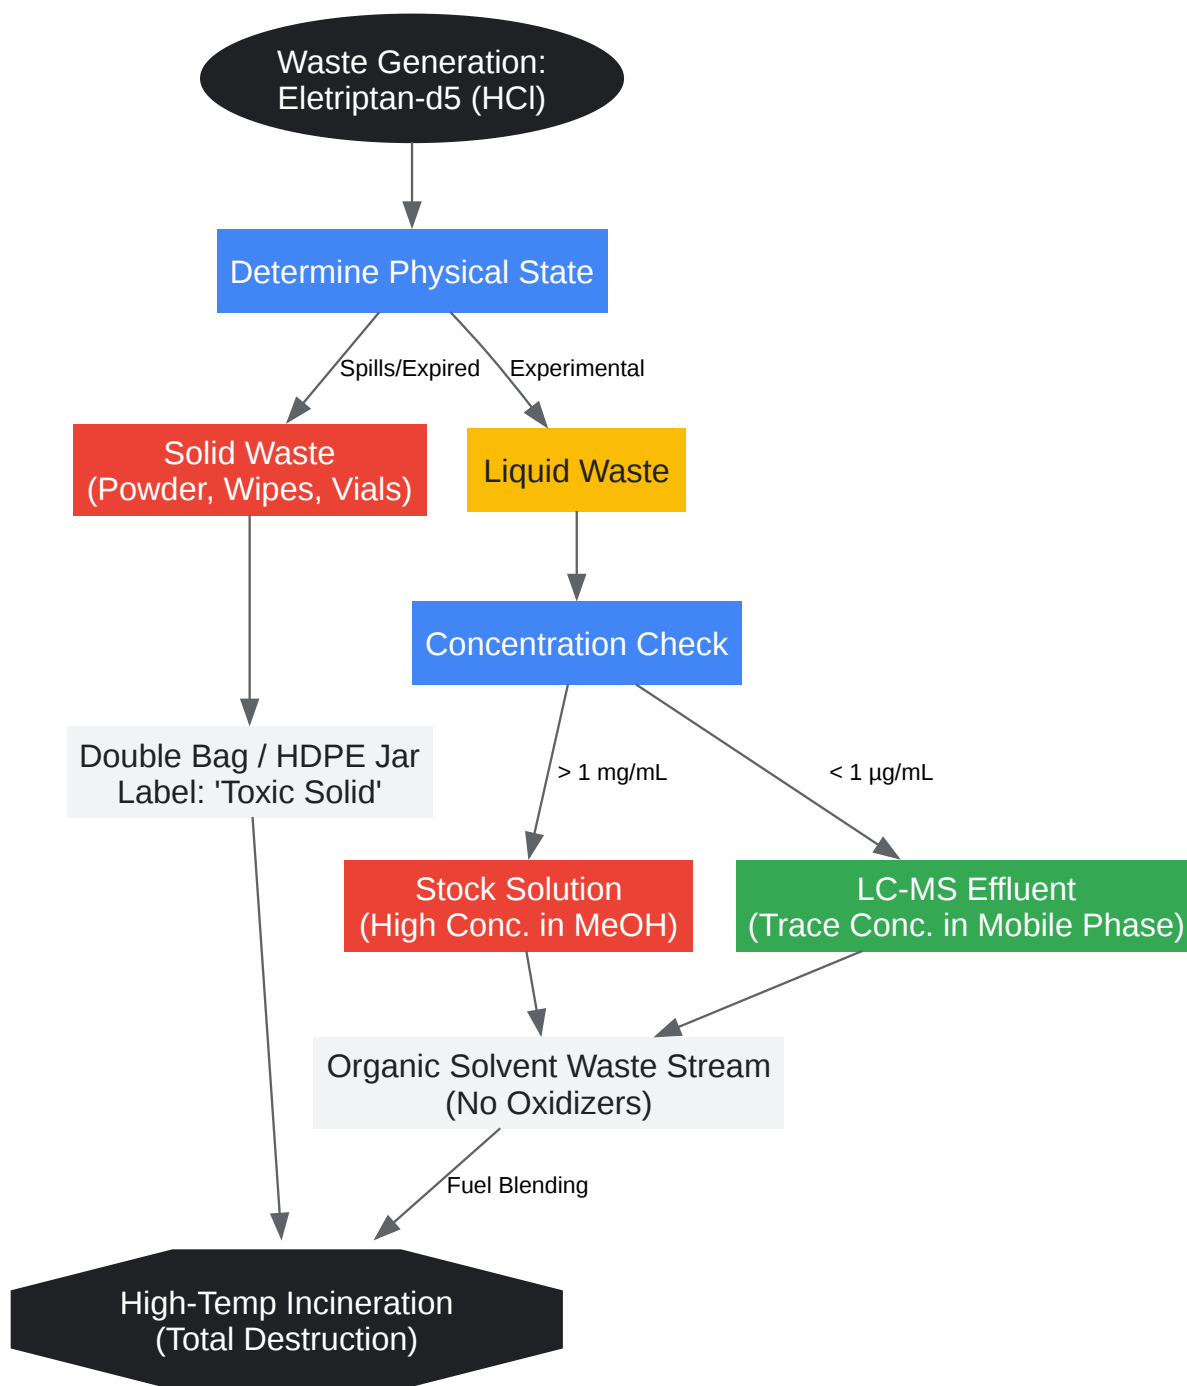 Waste Generation:
Eletriptan-d5 (HCl)
Determine Physical State
Spills/Expired
Experimental
Solid Waste
(Powder, Wipes, Vials)
Liquid Waste
Concentration Check
Double Bag / HDPE Jar
Label: 'Toxic Solid'
> 1 mg/mL
< 1 µg/mL
Stock Solution
(High Conc. in MeOH)
LC-MS Effluent
(Trace Conc. in Mobile Phase)
Organic Solvent Waste Stream
(No Oxidizers)
Fuel Blending
High-Temp Incineration
(Total Destruction)